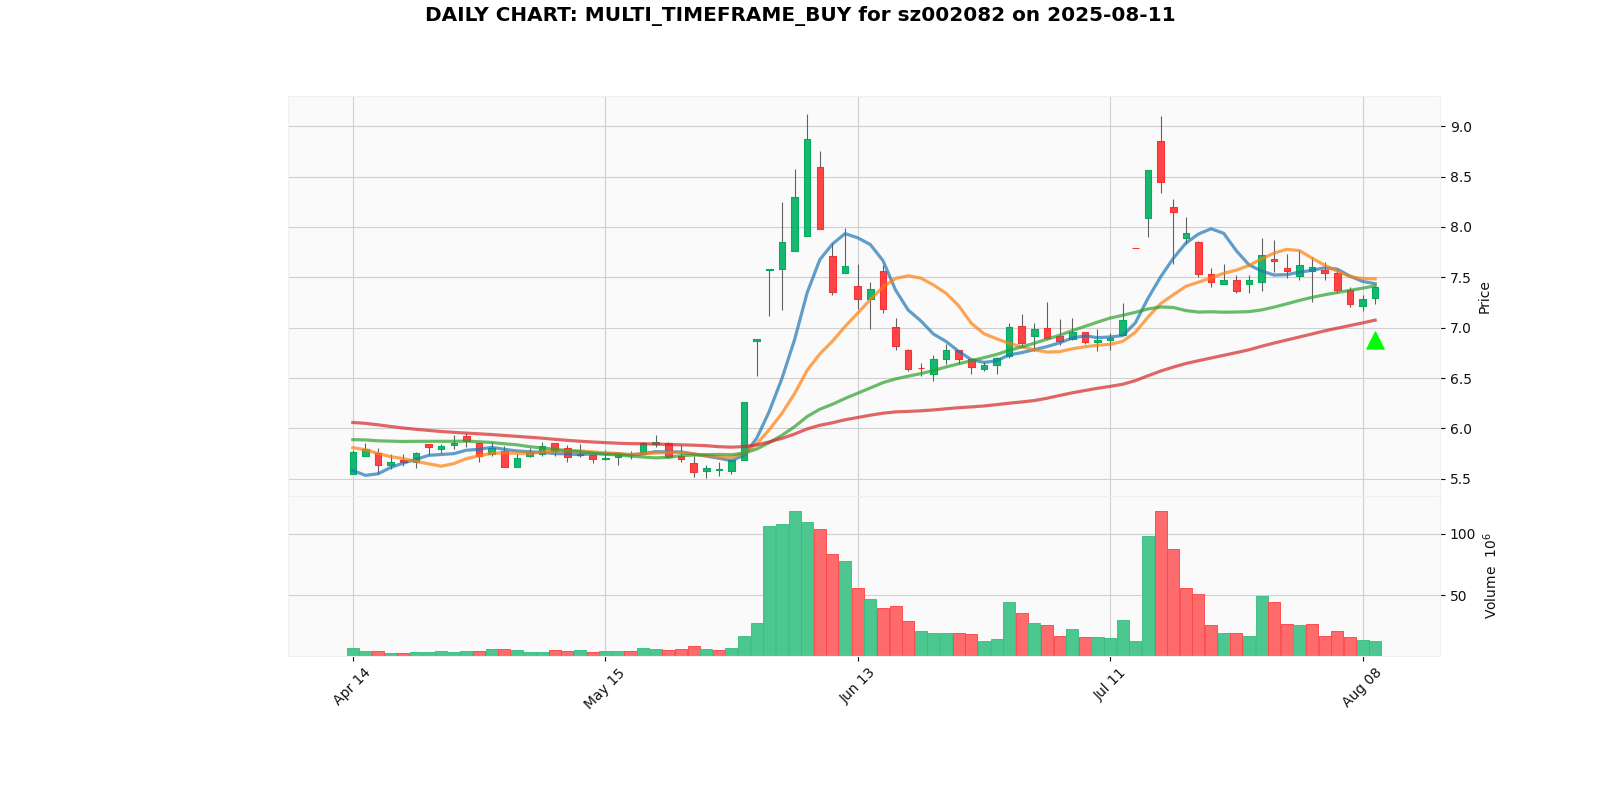 DAILY CHART: MULTI_TIMEFRAME_BUY for sz002082 on 2025-08-11
9.0
8.5
8.0
7.5
7.0
6.5
6.0
5.5
Price
100
50
Volume 10⁶
Apr 14
May 15
Jun 13
Jul 11
Aug 08